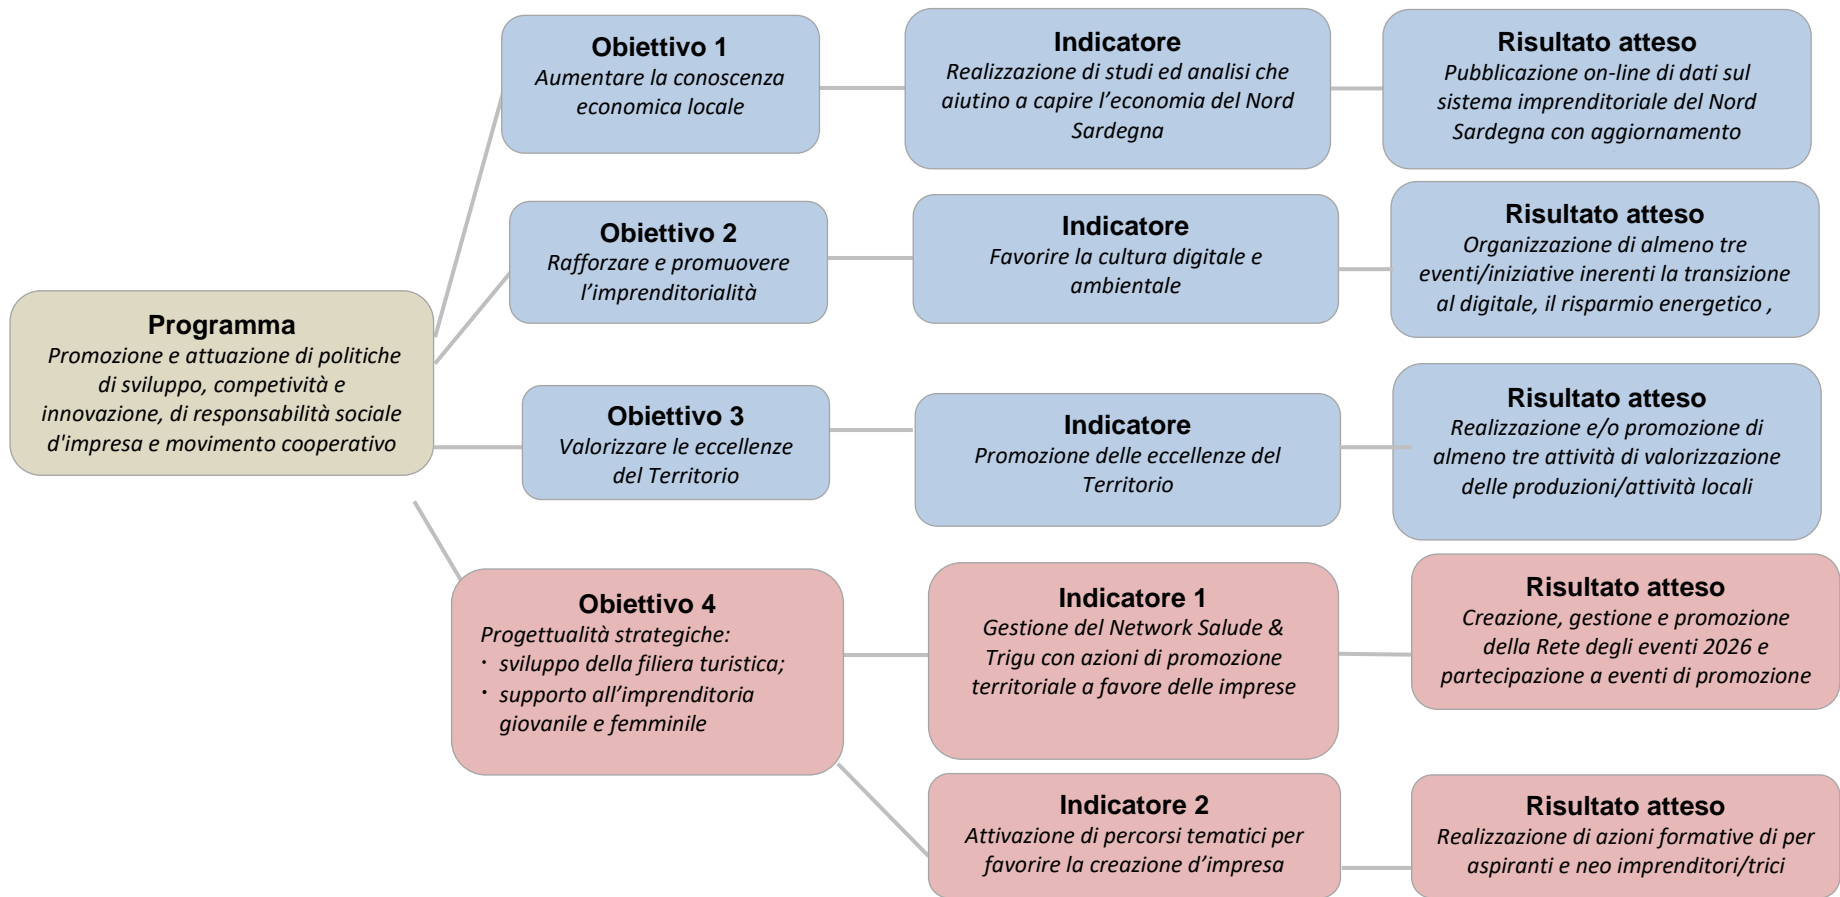 Programma
Promozione e attuazione di politiche
di sviluppo, competività e
innovazione, di responsabilità sociale
d'impresa e movimento cooperativo
Obiettivo 1
Aumentare la conoscenza
economica locale
Indicatore
Realizzazione di studi ed analisi che
aiutino a capire l’economia del Nord
Sardegna
Risultato atteso
Pubblicazione on-line di dati sul
sistema imprenditoriale del Nord
Sardegna con aggiornamento
Obiettivo 2
Rafforzare e promuovere
l’imprenditorialità
Indicatore
Favorire la cultura digitale e
ambientale
Risultato atteso
Organizzazione di almeno tre
eventi/iniziative inerenti la transizione
al digitale, il risparmio energetico ,
Obiettivo 3
Valorizzare le eccellenze
del Territorio
Indicatore
Promozione delle eccellenze del
Territorio
Risultato atteso
Realizzazione e/o promozione di
almeno tre attività di valorizzazione
delle produzioni/attività locali
Obiettivo 4
Progettualità strategiche:
· sviluppo della filiera turistica;
· supporto all’imprenditoria
giovanile e femminile
Indicatore 1
Gestione del Network Salude &
Trigu con azioni di promozione
territoriale a favore delle imprese
Risultato atteso
Creazione, gestione e promozione
della Rete degli eventi 2026 e
partecipazione a eventi di promozione
Indicatore 2
Attivazione di percorsi tematici per
favorire la creazione d’impresa
Risultato atteso
Realizzazione di azioni formative di per
aspiranti e neo imprenditori/trici